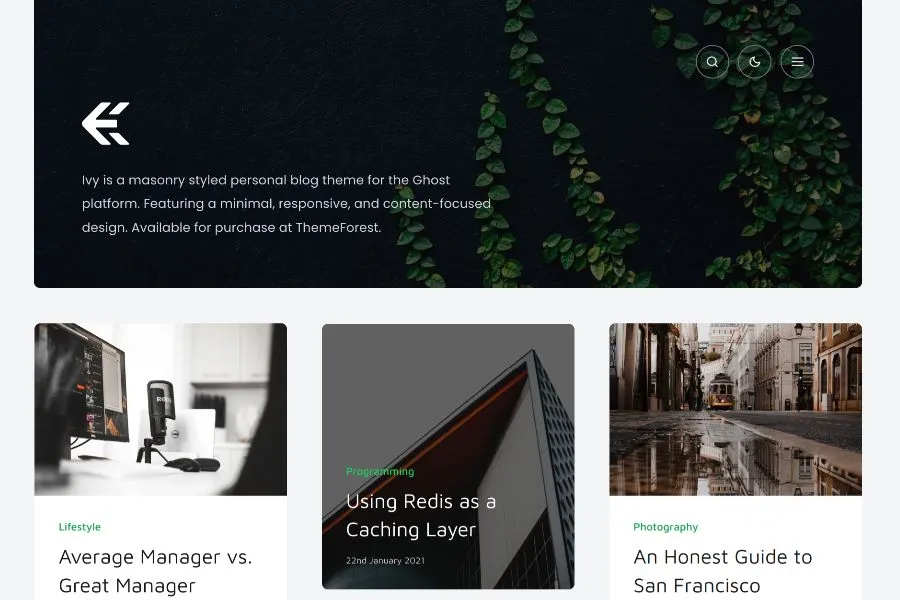 Ivy is a masonry styled personal blog theme for the Ghost
platform. Featuring a minimal, responsive, and content-focused
design. Available for purchase at ThemeForest.
Lifestyle
Average Manager vs.
Great Manager
Programming
Using Redis as a
Caching Layer
22nd January 2021
Photography
An Honest Guide to
San Francisco